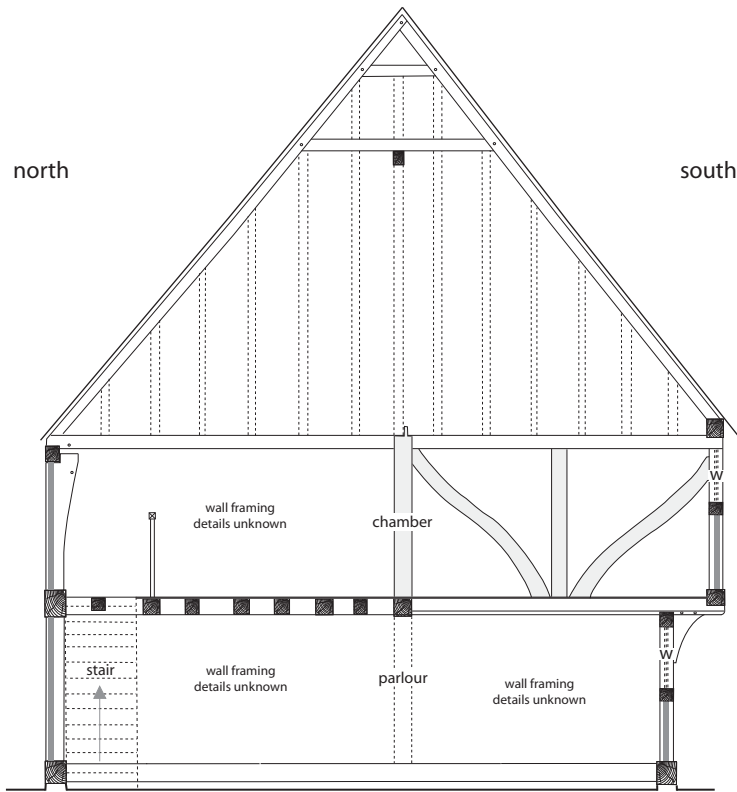 north
south
W
wall framing
details unknown
chamber
W
stair
wall framing
details unknown
parlour
wall framing
details unknown